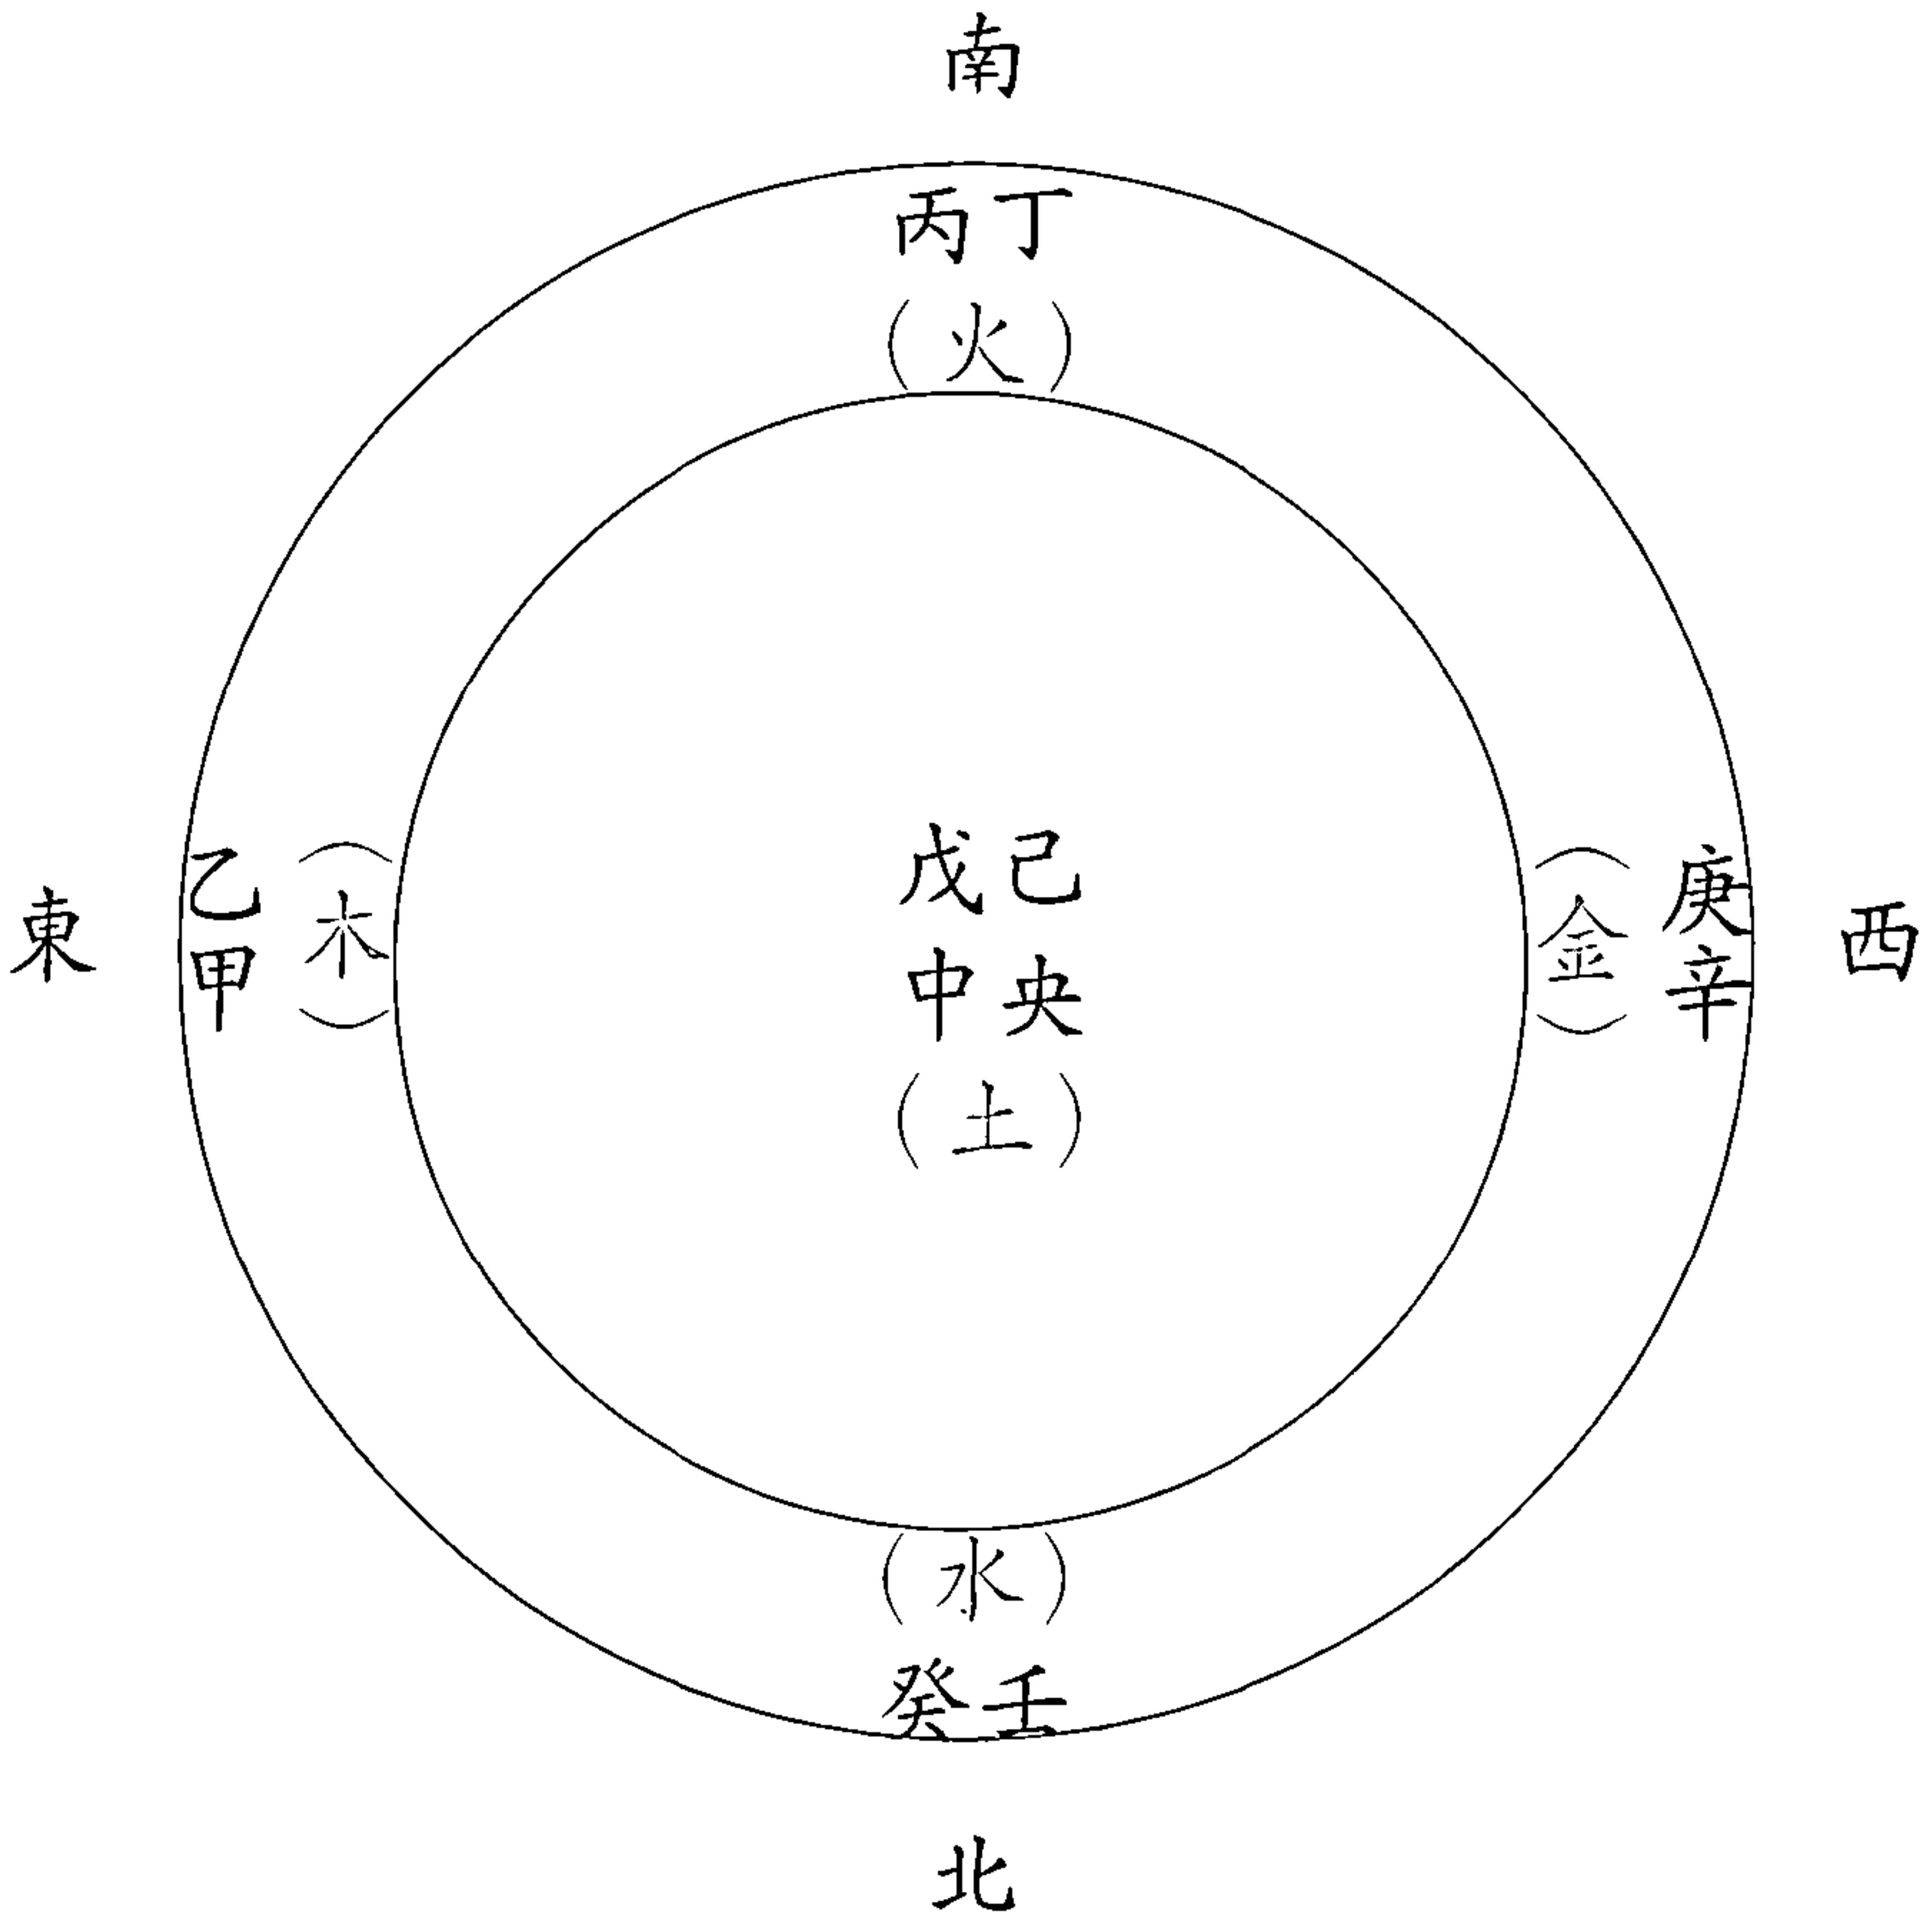 南
丙丁
（火）
東
乙甲
（木）
戊己
中央
（土）
（金）
庚辛
西
（水）
癸壬
北